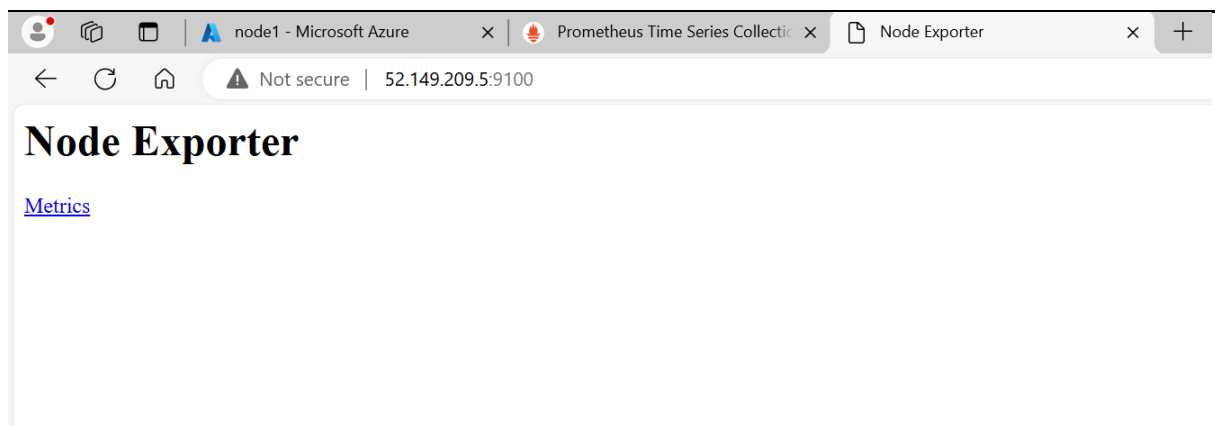 node1 - Microsoft Azure
Prometheus Time Series Collectic
Node Exporter
Not secure
52.149.209.5:9100
Node Exporter
Metrics